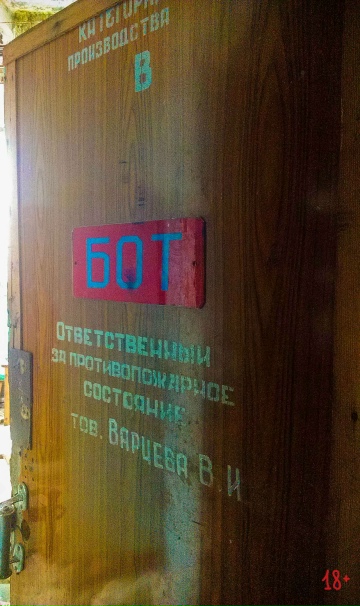 КАТЕГОРИЯ
ПРОИЗВОДСТВА
В
БОТ
ОТВЕТСТВЕННЫЙ
ЗА ПРОТИВОПОЖАРНОЕ
СОСТОЯНИЕ
ТОВ. ВАРЦЕВА В. И
18+